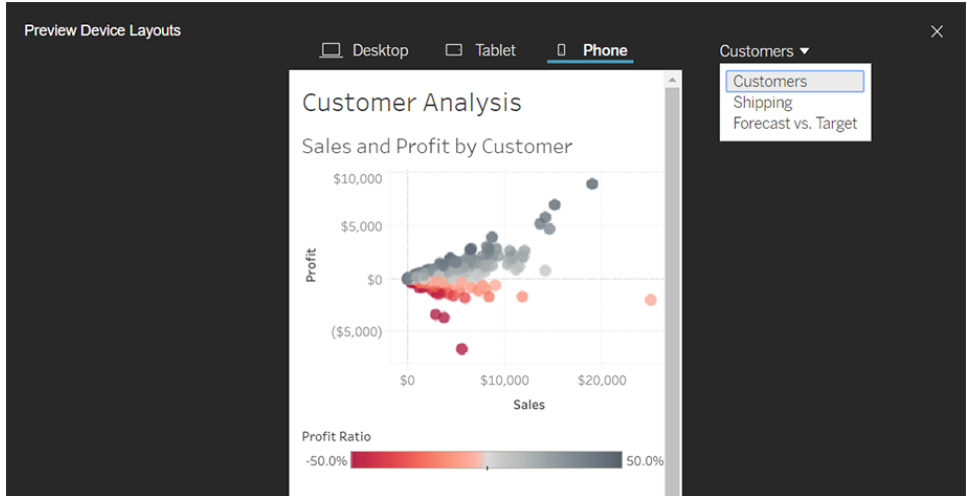 Preview Device Layouts
Desktop
Tablet
Phone
Customers
Customers
Shipping
Forecast vs. Target
Customer Analysis
Sales and Profit by Customer
$10,000
$5,000
$0
($5,000)
Profit
$0
$10,000
$20,000
Sales
Profit Ratio
-50.0%
50.0%